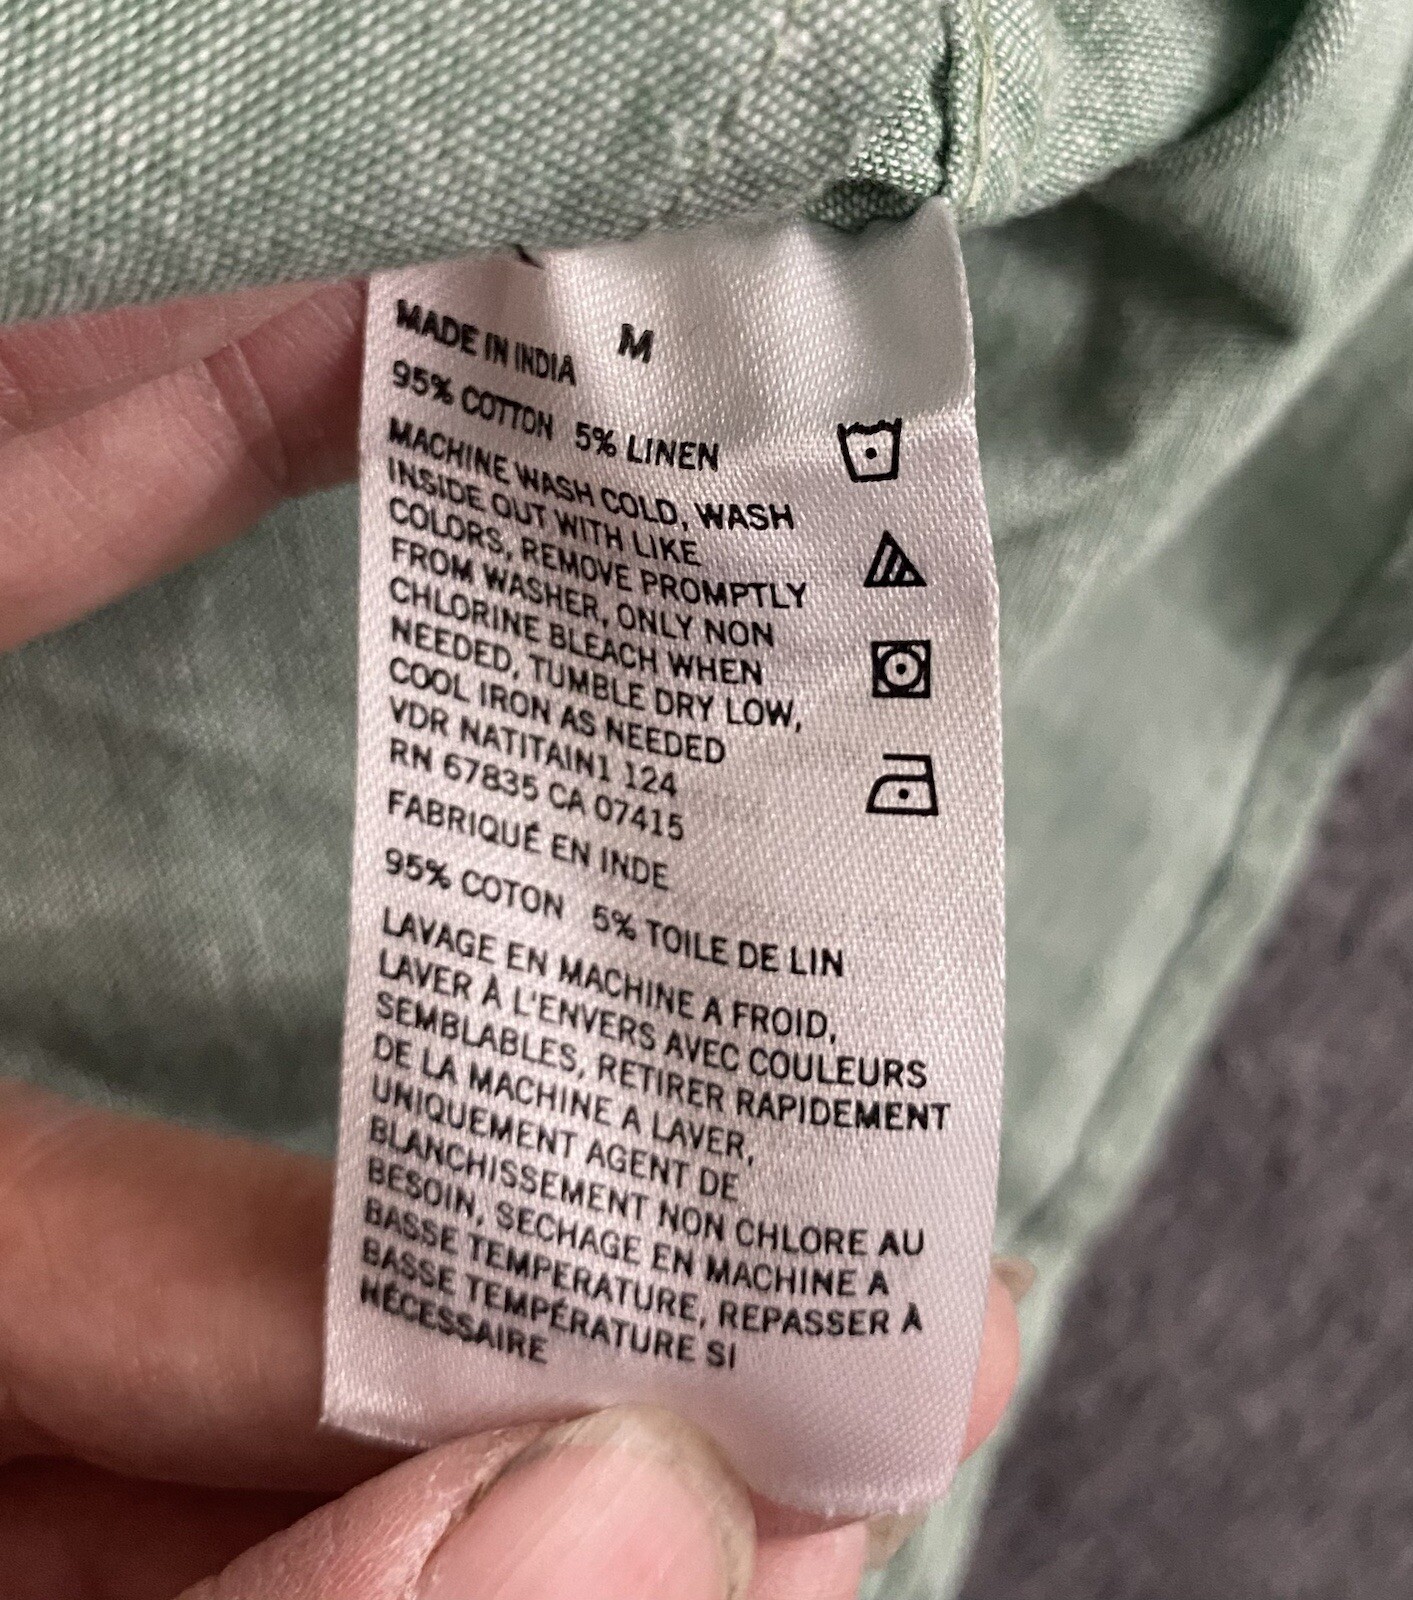 M
MADE IN INDIA
95% COTTON 5% LINEN
MACHINE WASH COLD, WASH
INSIDE OUT WITH LIKE
COLORS, REMOVE PROMPTLY
FROM WASHER, ONLY NON
CHLORINE BLEACH WHEN
NEEDED, TUMBLE DRY LOW,
COOL IRON AS NEEDED
VDR NATITAIN1 124
RN 67835 CA 07415
FABRIQUÉ EN INDE
95% COTON 5% TOILE DE LIN
LAVAGE EN MACHINE A FROID,
LAVER À L'ENVERS AVEC COULEURS
SEMBLABLES, RETIRER RAPIDEMENT
DE LA MACHINE A LAVER,
UNIQUEMENT AGENT DE
BLANCHISSEMENT NON CHLORE AU
BESOIN, SECHAGE EN MACHINE A
BASSE TEMPERATURE, REPASSER À
BASSE TEMPÉRATURE SI
NÉCESSAIRE